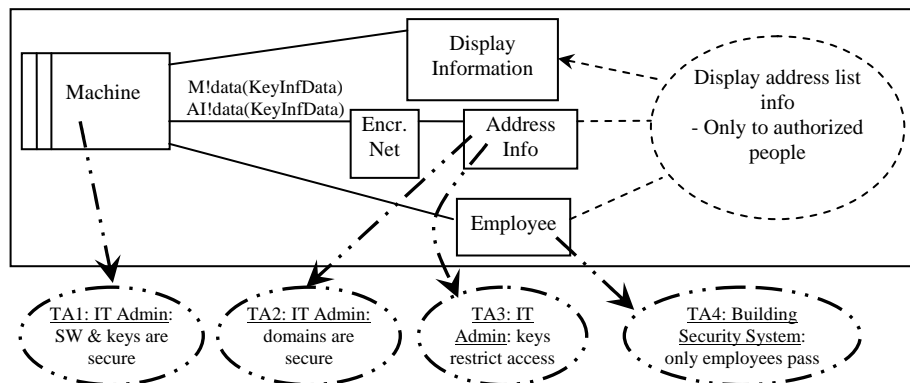 Machine
M!data(KeyInfData)
AI!data(KeyInfData)
Display
Information
Encr.
Net
Address
Info
Employee
Display address list
info
- Only to authorized
people
TA1: IT Admin:
SW & keys are
secure
TA2: IT Admin:
domains are
secure
TA3: IT
Admin: keys
restrict access
TA4: Building
Security System:
only employees pass